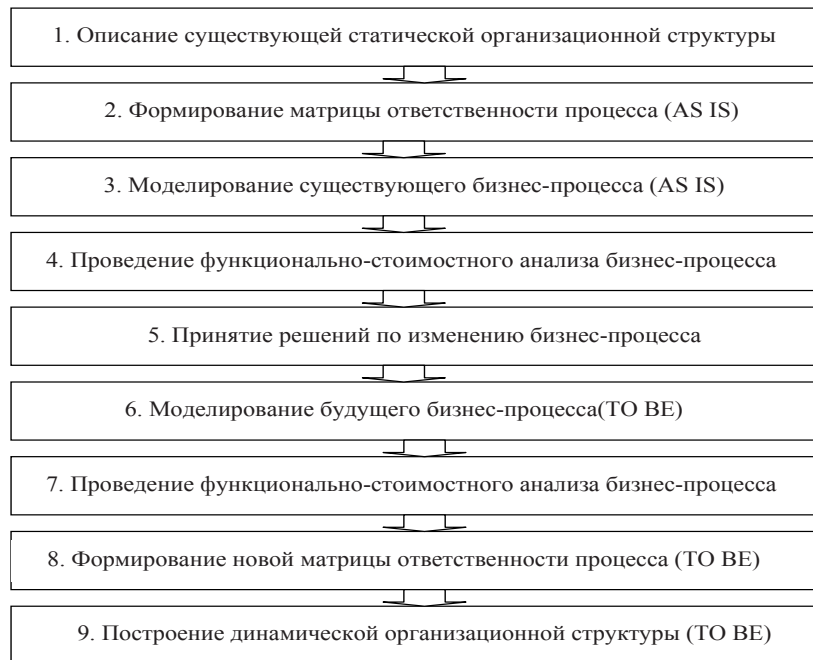 1. Описание существующей статической организационной структуры
2. Формирование матрицы ответственности процесса (AS IS)
3. Моделирование существующего бизнес-процесса (AS IS)
4. Проведение функционально-стоимостного анализа бизнес-процесса
5. Принятие решений по изменению бизнес-процесса
6. Моделирование будущего бизнес-процесса(TO BE)
7. Проведение функционально-стоимостного анализа бизнес-процесса
8. Формирование новой матрицы ответственности процесса (TO BE)
9. Построение динамической организационной структуры (TO BE)